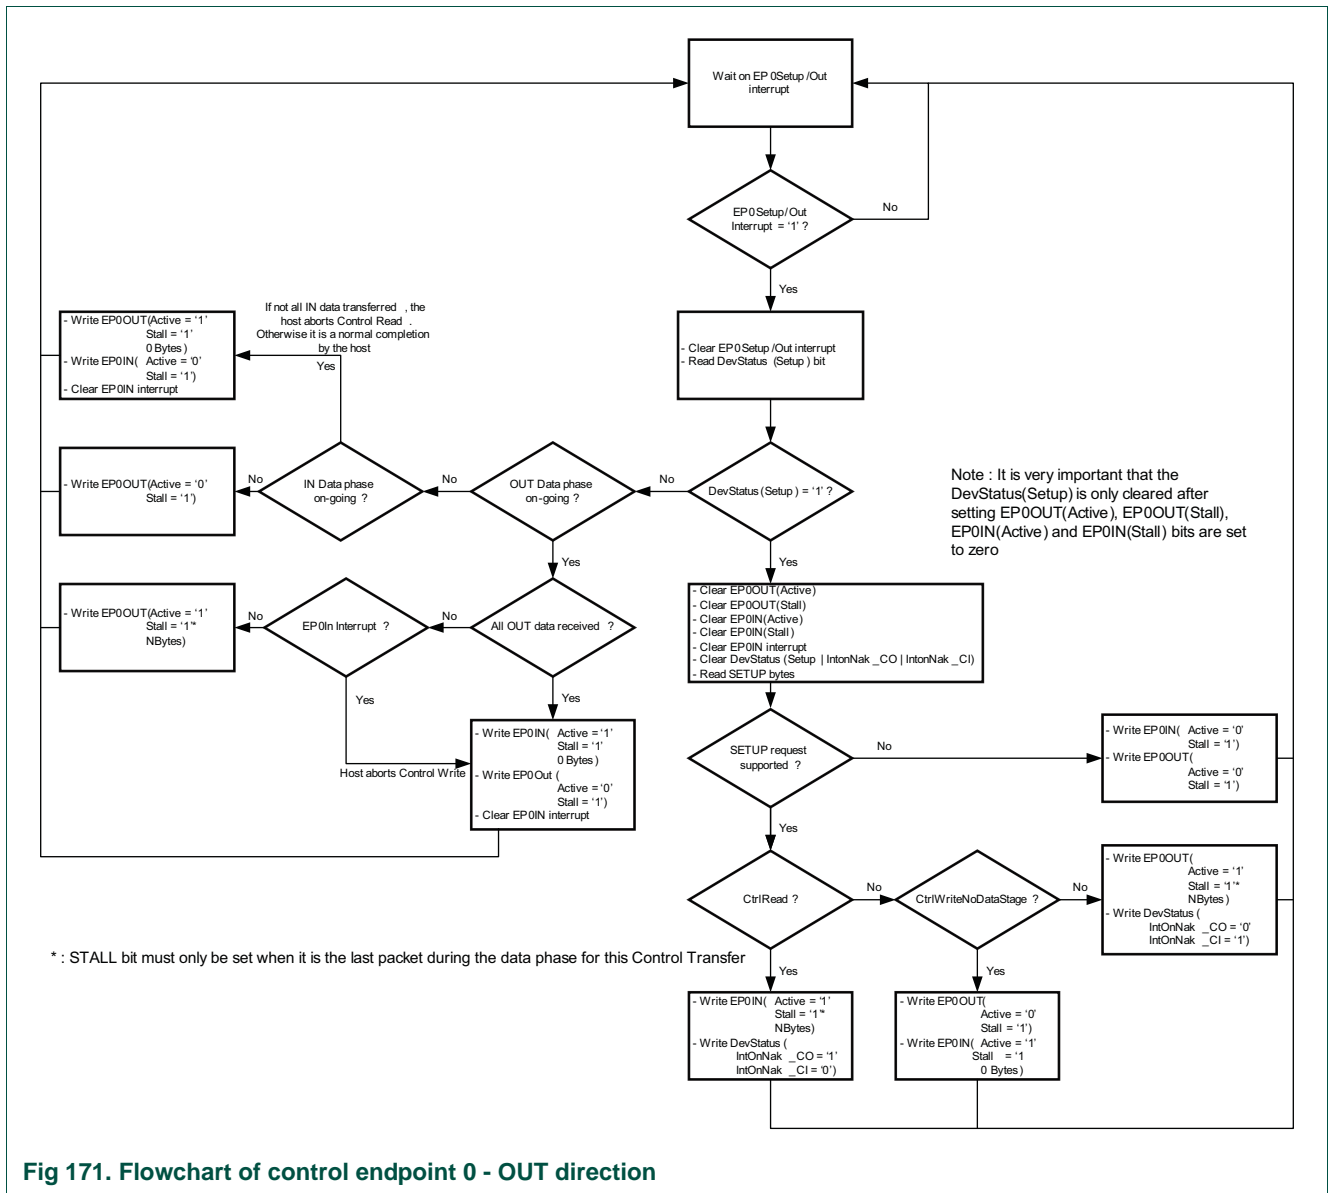 Wait on EP0Setup/Out
interrupt
EP0Setup/Out
Interrupt = '1' ?
No
Yes
- Clear EP0Setup/Out interrupt
- Read DevStatus (Setup) bit
If not all IN data transferred , the
host aborts Control Read .
Otherwise it is a normal completion
by the host
Yes
- Write EP0OUT(Active = '1'
Stall = '1'
0 Bytes)
- Write EP0IN( Active = '0'
Stall = '1')
- Clear EP0IN interrupt
DevStatus(Setup) = '1' ?
No
OUT Data phase
on-going ?
No
IN Data phase
on-going ?
No
- Write EP0OUT(Active = '0'
Stall = '1')
Note : It is very important that the
DevStatus(Setup) is only cleared after
setting EP0OUT(Active), EP0OUT(Stall),
EP0IN(Active) and EP0IN(Stall) bits are set
to zero
Yes
Yes
- Clear EP0OUT(Active)
- Clear EP0OUT(Stall)
- Clear EP0IN(Active)
- Clear EP0IN(Stall)
- Clear EP0IN interrupt
- Clear DevStatus (Setup | IntonNak _CO | IntonNak _CI)
- Read SETUP bytes
All OUT data received ?
No
EP0In Interrupt ?
No
- Write EP0OUT(Active = '1'
Stall = '1'*
NBytes)
Yes
Yes
Host aborts Control Write
- Write EP0IN( Active = '1'
Stall = '1'
0 Bytes)
- Write EP0Out (
Active = '0'
Stall = '1')
- Clear EP0IN interrupt
SETUP request
supported ?
No
- Write EP0IN( Active = '0'
Stall = '1')
- Write EP0OUT(
Active = '0'
Stall = '1')
Yes
CtrlRead ?
No
CtrlWriteNoDataStage ?
No
- Write EP0OUT(
Active = '1'
Stall = '1'*
NBytes)
- Write DevStatus (
IntOnNak _CO = '0'
IntOnNak _CI = '1')
* : STALL bit must only be set when it is the last packet during the data phase for this Control Transfer
Yes
Yes
- Write EP0IN( Active = '1'
Stall = '1'*
NBytes)
- Write DevStatus (
IntOnNak _CO = '1'
IntOnNak _CI = '0')
- Write EP0OUT(
Active = '0'
Stall = '1')
- Write EP0IN( Active = '1'
Stall = '1
0 Bytes)
Fig 171. Flowchart of control endpoint 0 - OUT direction